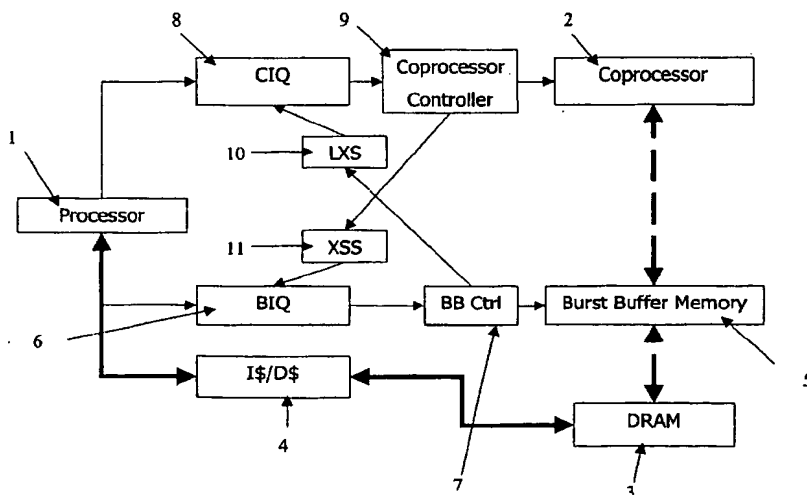 8
9
2
CIQ
Coprocessor
Controller
Coprocessor
1
10
LXS
Processor
11
XSS
BIQ
BB Ctrl
Burst Buffer Memory
6
5
I$/D$
DRAM
4
7
3